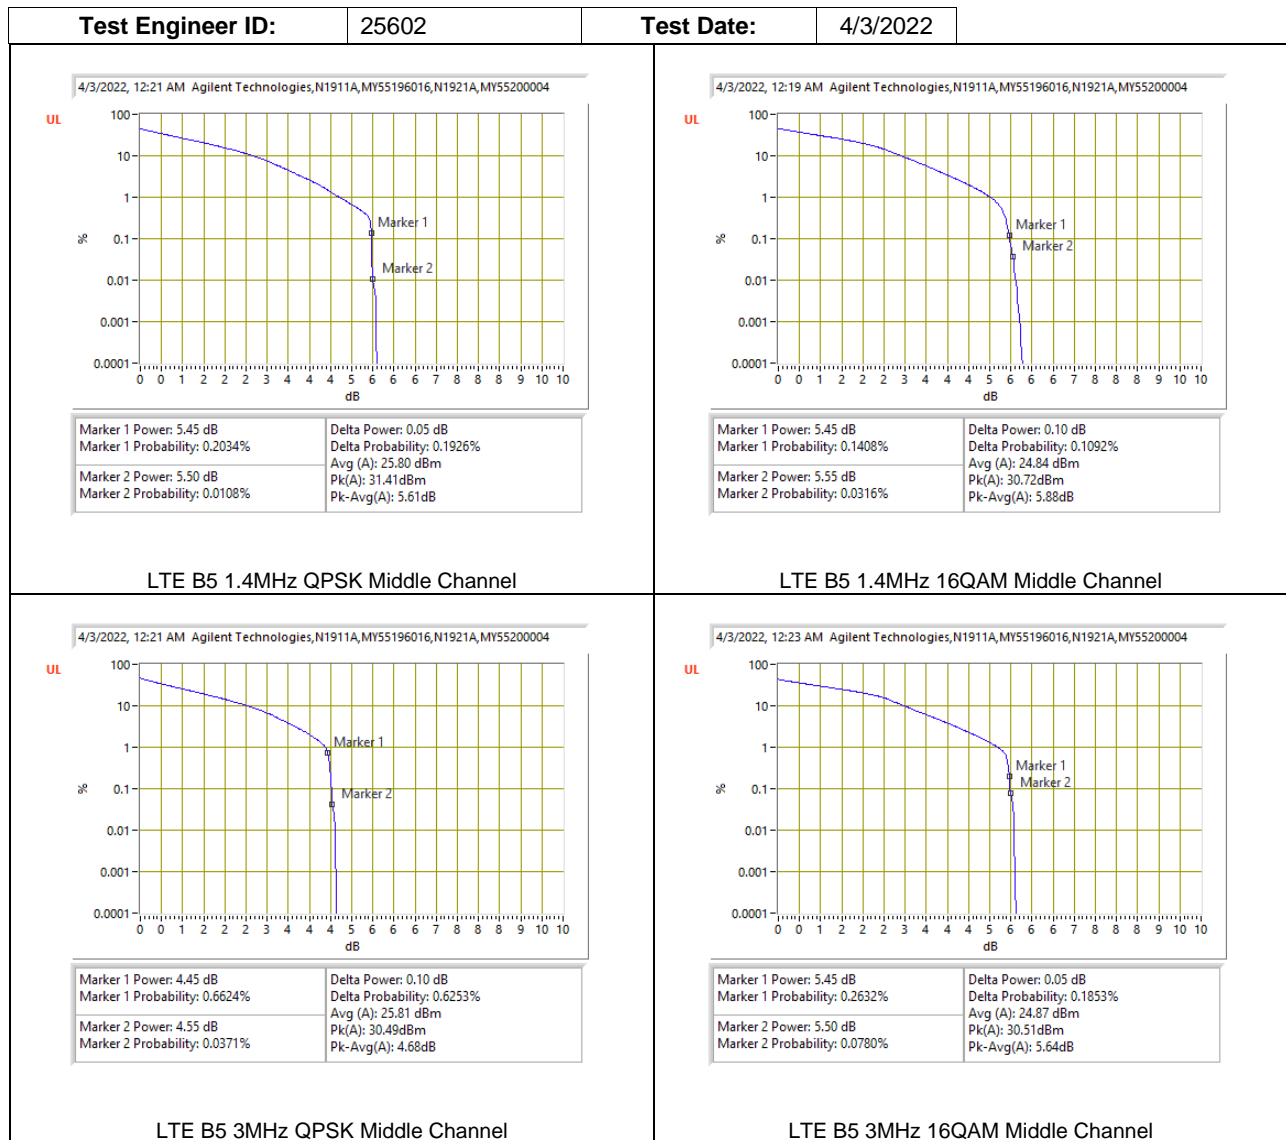 Test Engineer ID: 25602 Test Date: 4/3/2022
4/3/2022, 12:21 AM Agilent Technologies,N1911A,MY55196016,N1921A,MY55200004
UL
100
10
1
0.1
0.01
0.001
0.0001
%
Marker 1
Marker 2
0 0 1 2 2 3 3 4 4 4 5 6 6 7 7 8 8 9 10 10
dB
Marker 1 Power: 5.45 dB
Marker 1 Probability: 0.2034%
Marker 2 Power: 5.50 dB
Marker 2 Probability: 0.0108%
Delta Power: 0.05 dB
Delta Probability: 0.1926%
Avg (A): 25.80 dBm
Pk(A): 31.41dBm
Pk-Avg(A): 5.61dB
LTE B5 1.4MHz QPSK Middle Channel
4/3/2022, 12:19 AM Agilent Technologies,N1911A,MY55196016,N1921A,MY55200004
UL
100
10
1
0.1
0.01
0.001
0.0001
%
Marker 1
Marker 2
0 0 1 2 2 2 3 4 4 4 5 6 6 7 7 8 8 9 10 10
dB
Marker 1 Power: 5.45 dB
Marker 1 Probability: 0.1408%
Marker 2 Power: 5.55 dB
Marker 2 Probability: 0.0316%
Delta Power: 0.10 dB
Delta Probability: 0.1092%
Avg (A): 24.84 dBm
Pk(A): 30.72dBm
Pk-Avg(A): 5.88dB
LTE B5 1.4MHz 16QAM Middle Channel
4/3/2022, 12:21 AM Agilent Technologies,N1911A,MY55196016,N1921A,MY55200004
UL
100
10
1
0.1
0.01
0.001
0.0001
%
Marker 1
Marker 2
0 0 1 2 2 2 3 4 4 4 5 6 6 7 7 8 8 9 10 10
dB
Marker 1 Power: 4.45 dB
Marker 1 Probability: 0.6624%
Marker 2 Power: 4.55 dB
Marker 2 Probability: 0.0371%
Delta Power: 0.10 dB
Delta Probability: 0.6253%
Avg (A): 25.81 dBm
Pk(A): 30.49dBm
Pk-Avg(A): 4.68dB
LTE B5 3MHz QPSK Middle Channel
4/3/2022, 12:23 AM Agilent Technologies,N1911A,MY55196016,N1921A,MY55200004
UL
100
10
1
0.1
0.01
0.001
0.0001
%
Marker 1
Marker 2
0 0 1 2 2 2 3 4 4 4 5 6 6 7 7 8 8 9 10 10
dB
Marker 1 Power: 5.45 dB
Marker 1 Probability: 0.2632%
Marker 2 Power: 5.50 dB
Marker 2 Probability: 0.0780%
Delta Power: 0.05 dB
Delta Probability: 0.1853%
Avg (A): 24.87 dBm
Pk(A): 30.51dBm
Pk-Avg(A): 5.64dB
LTE B5 3MHz 16QAM Middle Channel